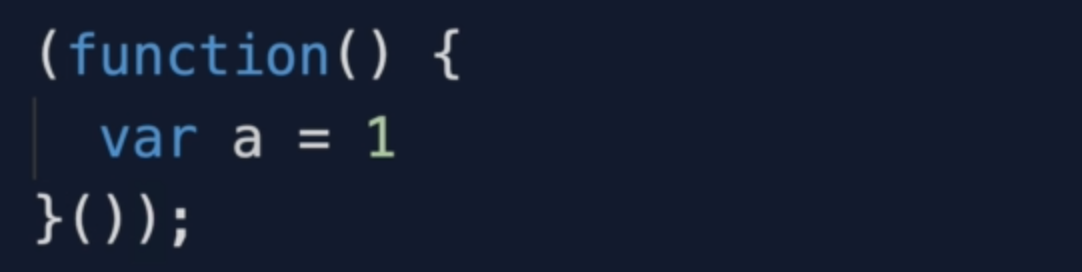 (function() {
  var a = 1
}());